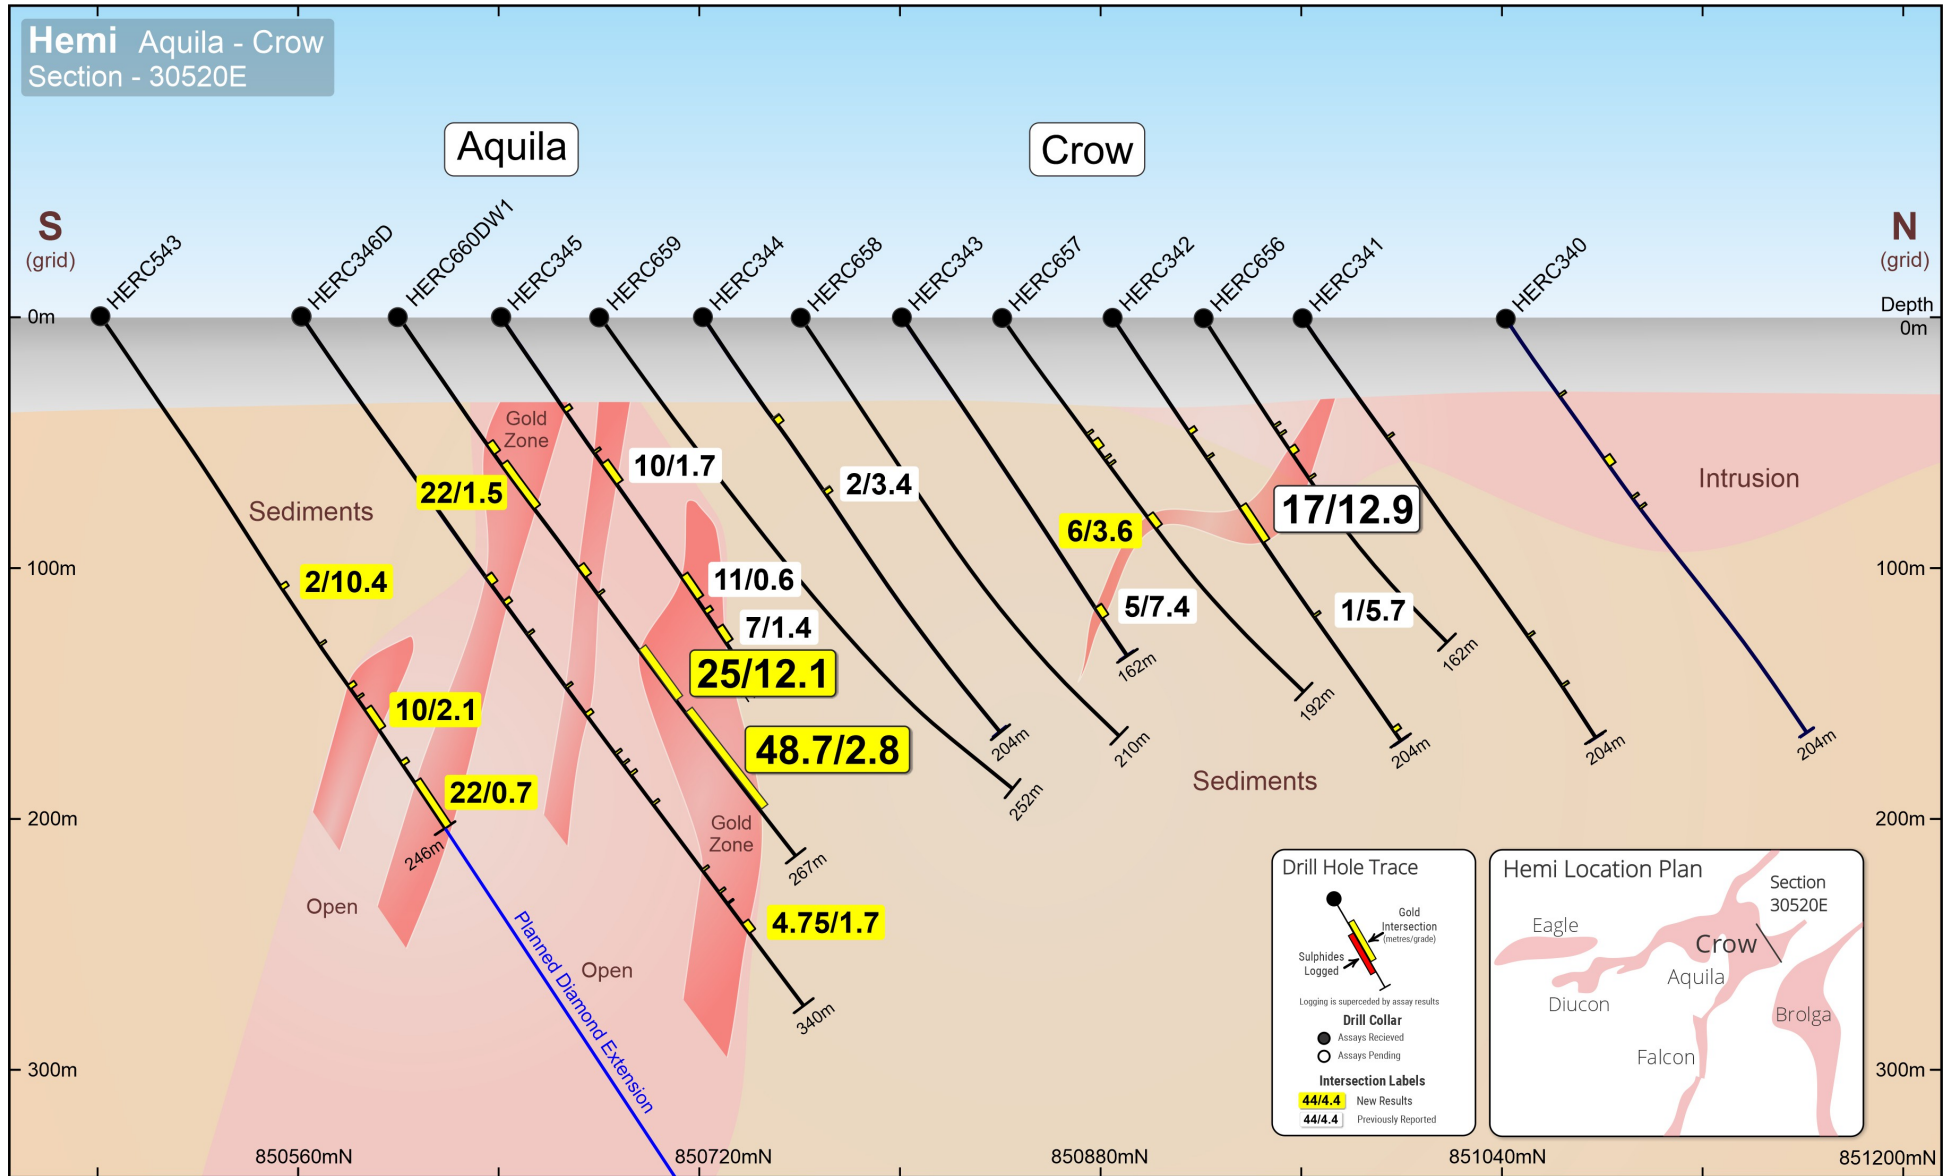 Hemi Aquila - Crow
Section - 30520E
Aquila
Crow
S
(grid)
N
(grid)
HERC543
HERC346D
HERC660DW1
HERC345
HERC659
HERC344
HERC658
HERC343
HERC657
HERC342
HERC656
HERC341
HERC340
Depth
0m
0m
Gold
Zone
10/1.7
22/1.5
2/3.4
Sediments
Intrusion
17/12.9
6/3.6
100m
100m
2/10.4
11/0.6
5/7.4
1/5.7
7/1.4
25/12.1
162m
162m
10/2.1
192m
48.7/2.8
204m
210m
204m
204m
204m
22/0.7
252m
Sediments
200m
200m
Gold
Zone
246m
267m
Open
4.75/1.7
Open
Planned Diamond Extension
340m
300m
300m
850560mN
850720mN
850880mN
851040mN
851200mN
Drill Hole Trace
Gold
Intersection
(metres/grade)
Sulphides
Logged
Logging is superceded by assay results
Drill Collar
Assays Recieved
Assays Pending
Intersection Labels
44/4.4 New Results
44/4.4 Previously Reported
Hemi Location Plan
Section
30520E
Eagle
Crow
Aquila
Diucon
Brolga
Falcon